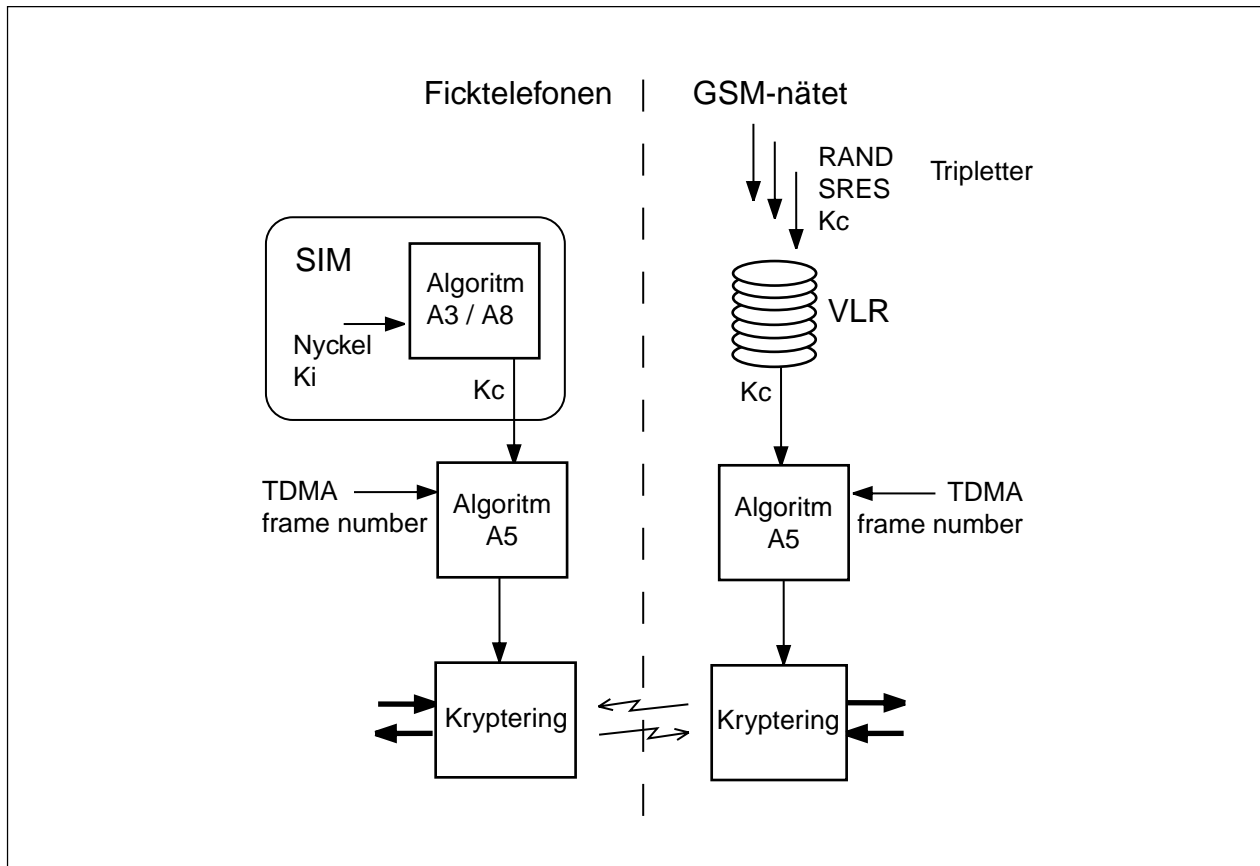 Ficktelefonen
GSM-nätet
RAND
SRES
Kc
Tripletter
SIM
Algoritm
A3 / A8
Nyckel
Ki
Kc
VLR
Kc
TDMA
frame number
Algoritm
A5
Algoritm
A5
TDMA
frame number
Kryptering
Kryptering